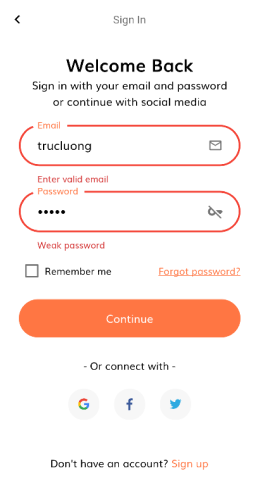 Sign In
Welcome Back
Sign in with your email and password
or continue with social media
Email
trucluong
Enter valid email
Password
•••••
Weak password
Remember me
Forgot password?
Continue
- Or connect with -
Don't have an account? Sign up